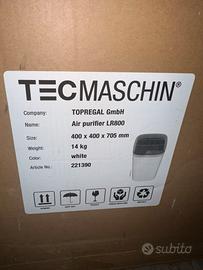 TECMASCHIN®
Company: TOPREGAL GmbH
Name: Air purifier LR800
Size: 400 x 400 x 705 mm
Weight: 14 kg
Color: white
Article No.: 221390
subito